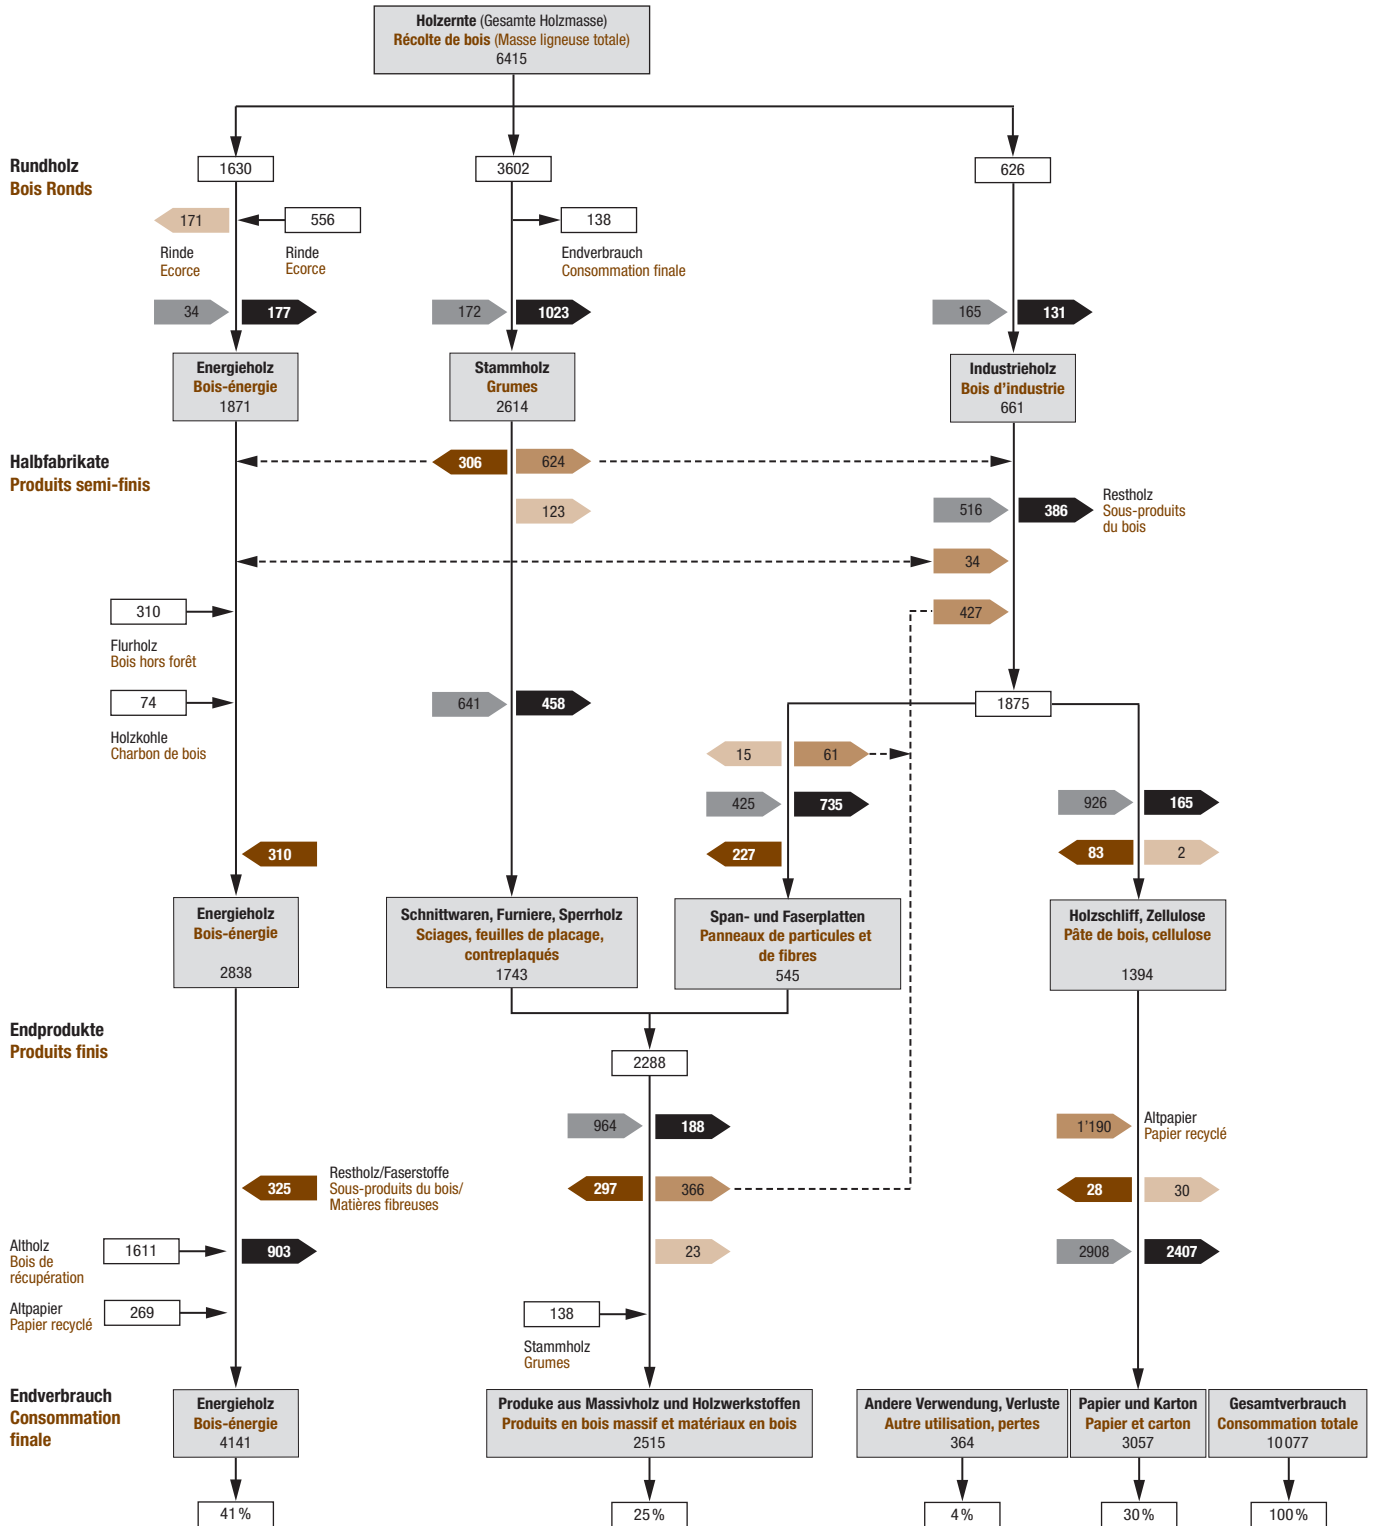 Holzernte (Gesamte Holzmasse)
Récolte de bois (Masse ligneuse totale)
6415
Rundholz
Bois Ronds
1630
3602
626
171
556
138
Rinde
Ecorce
Rinde
Ecorce
Endverbrauch
Consommation finale
34
177
172
1023
165
131
Energieholz
Bois-énergie
1871
Stammholz
Grumes
2614
Industrieholz
Bois d'industrie
661
Halbfabrikate
Produits semi-finis
306
624
123
516
386
Restholz
Sous-produits
du bois
34
310
427
Flurholz
Bois hors forêt
74
641
458
1875
Holzkohle
Charbon de bois
15
61
425
735
926
165
310
227
83
2
Energieholz
Bois-énergie
2838
Schnittwaren, Furniere, Sperrholz
Sciages, feuilles de placage,
contreplaqués
1743
Span- und Faserplatten
Panneaux de particules et
de fibres
545
Holzschliff, Zellulose
Pâte de bois, cellulose
1394
Endprodukte
Produits finis
2288
964
188
1'190
Altpapier
Papier recyclé
325
Restholz/Faserstoffe
Sous-produits du bois/
Matières fibreuses
297
366
28
30
Altholz
Bois de
récupération
1611
903
23
2908
2407
Altpapier
Papier recyclé
269
138
Stammholz
Grumes
Endverbrauch
Consommation
finale
Energieholz
Bois-énergie
4141
Produke aus Massivholz und Holzwerkstoffen
Produits en bois massif et matériaux en bois
2515
Andere Verwendung, Verluste
Autre utilisation, pertes
364
Papier und Karton
Papier et carton
3057
Gesamtverbrauch
Consommation totale
10 077
41 %
25 %
4 %
30 %
100 %